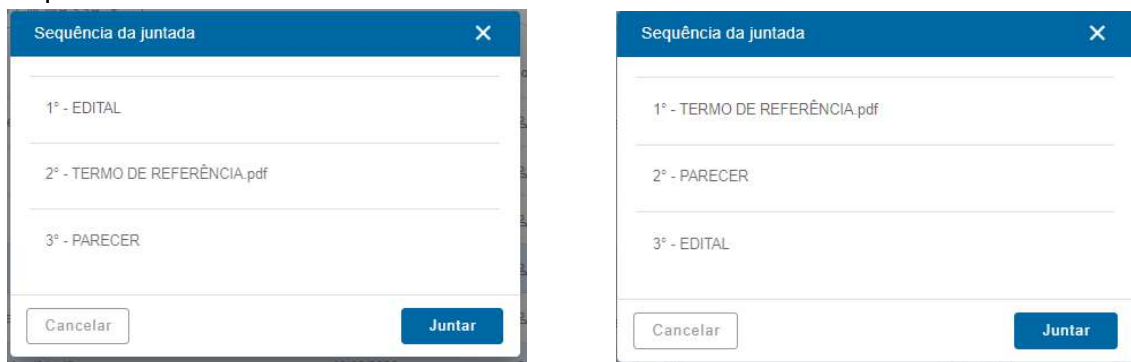 Sequência da juntada
1° - EDITAL
2° - TERMO DE REFERÊNCIA.pdf
3° - PARECER
Cancelar
Juntar
Sequência da juntada
1° - TERMO DE REFERÊNCIA.pdf
2° - PARECER
3° - EDITAL
Cancelar
Juntar